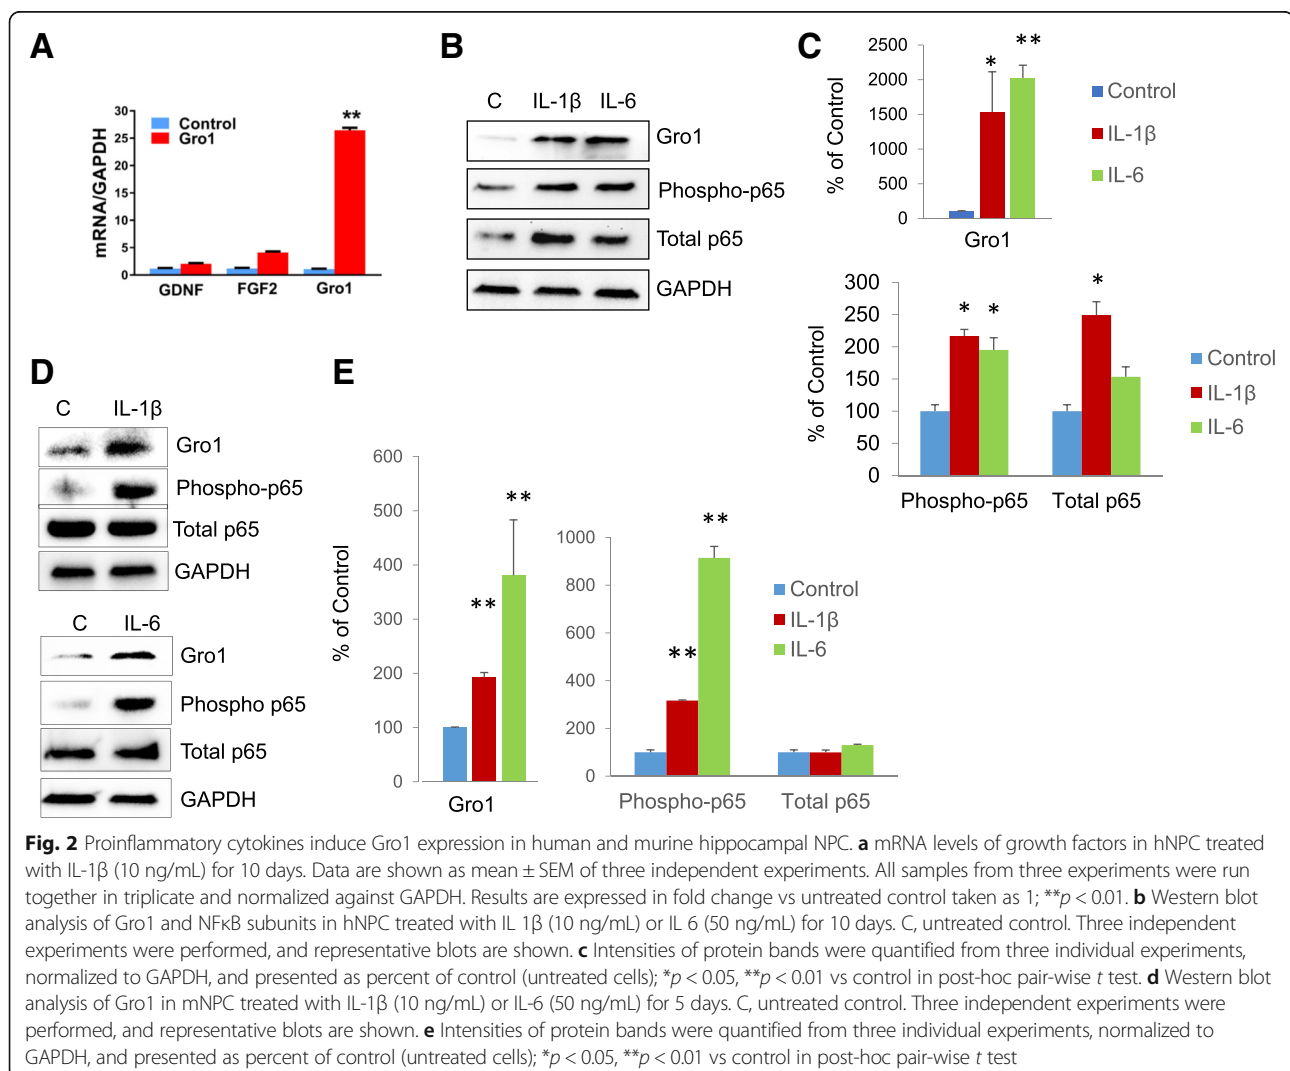 A
30
25
20
15
10
5
0
mRNA/GAPDH
Control
Gro1
**
GDNF FGF2 Gro1
B
C IL-1β IL-6
Gro1
Phospho-p65
Total p65
GAPDH
C
2500
2000
1500
1000
500
0
% of Control
* **
Gro1
Control
IL-1β
IL-6
300
250
200
150
100
50
0
% of Control
* * *
Phospho-p65 Total p65
Control
IL-1β
IL-6
D
C IL-1β
Gro1
Phospho-p65
Total p65
GAPDH
C IL-6
Gro1
Phospho p65
Total p65
GAPDH
E
600
500
400
300
200
100
0
% of Control
** **
Gro1
1000
800
600
400
200
0
** **
Phospho-p65 Total p65
Control
IL-1β
IL-6
Fig. 2 Proinflammatory cytokines induce Gro1 expression in human and murine hippocampal NPC. a mRNA levels of growth factors in hNPC treated
with IL-1β (10 ng/mL) for 10 days. Data are shown as mean ± SEM of three independent experiments. All samples from three experiments were run
together in triplicate and normalized against GAPDH. Results are expressed in fold change vs untreated control taken as 1; **p < 0.01. b Western blot
analysis of Gro1 and NFκB subunits in hNPC treated with IL 1β (10 ng/mL) or IL 6 (50 ng/mL) for 10 days. C, untreated control. Three independent
experiments were performed, and representative blots are shown. c Intensities of protein bands were quantified from three individual experiments,
normalized to GAPDH, and presented as percent of control (untreated cells); *p < 0.05, **p < 0.01 vs control in post-hoc pair-wise t test. d Western blot
analysis of Gro1 in mNPC treated with IL-1β (10 ng/mL) or IL-6 (50 ng/mL) for 5 days. C, untreated control. Three independent experiments were
performed, and representative blots are shown. e Intensities of protein bands were quantified from three individual experiments, normalized to
GAPDH, and presented as percent of control (untreated cells); *p < 0.05, **p < 0.01 vs control in post-hoc pair-wise t test